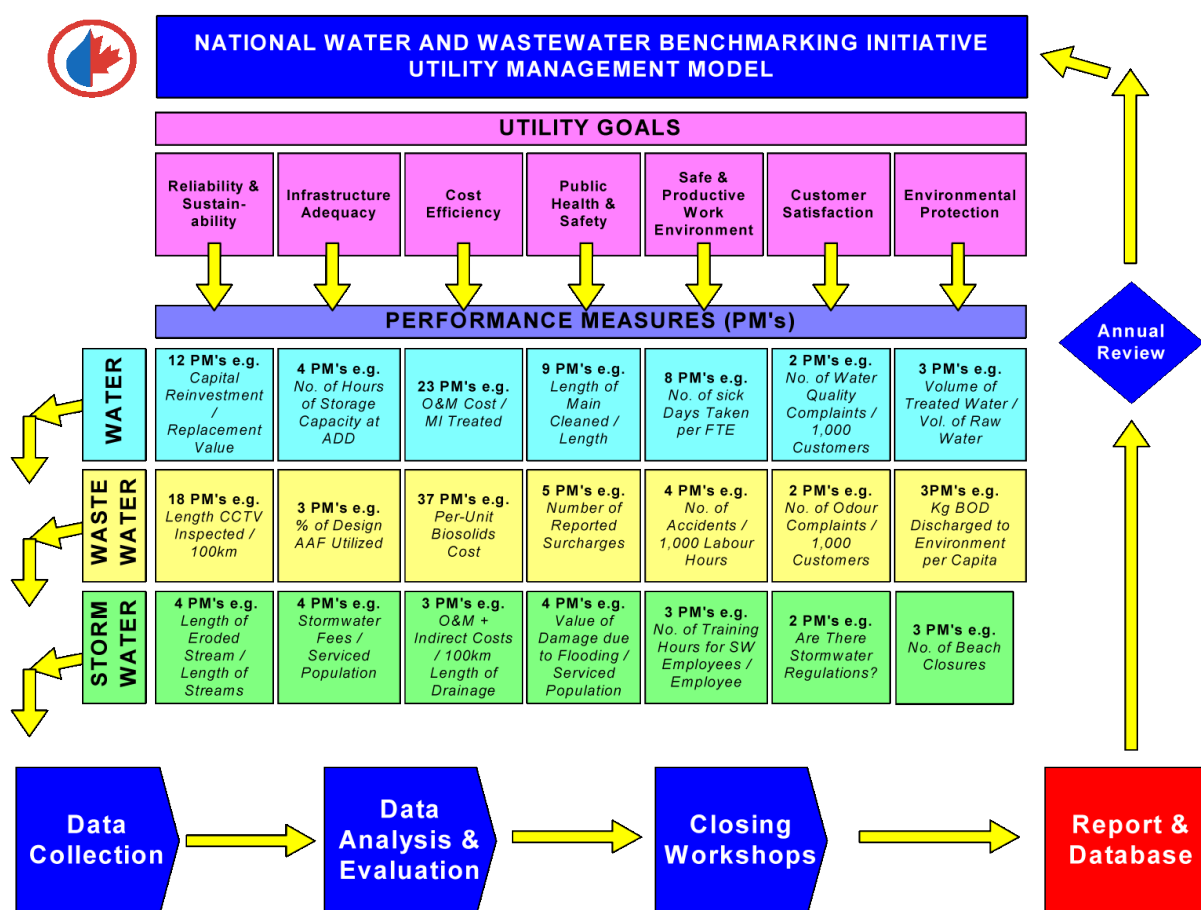 NATIONAL WATER AND WASTEWATER BENCHMARKING INITIATIVE
UTILITY MANAGEMENT MODEL
UTILITY GOALS
Reliability &
Sustain-
ability
Infrastructure
Adequacy
Cost
Efficiency
Public
Health &
Safety
Safe &
Productive
Work
Environment
Customer
Satisfaction
Environmental
Protection
PERFORMANCE MEASURES (PM's)
Annual
Review
WATER
12 PM's e.g.
Capital
Reinvestment
/
Replacement
Value
4 PM's e.g.
No. of Hours
of Storage
Capacity at
ADD
23 PM's e.g.
O&M Cost /
Ml Treated
9 PM's e.g.
Length of
Main
Cleaned /
Length
8 PM's e.g.
No. of sick
Days Taken
per FTE
2 PM's e.g.
No. of Water
Quality
Complaints /
1,000
Customers
3 PM's e.g.
Volume of
Treated Water /
Vol. of Raw
Water
WASTE
WATER
18 PM's e.g.
Length CCTV
Inspected /
100km
3 PM's e.g.
% of Design
AAF Utilized
37 PM's e.g.
Per-Unit
Biosolids
Cost
5 PM's e.g.
Number of
Reported
Surcharges
4 PM's e.g.
No. of
Accidents /
1,000 Labour
Hours
2 PM's e.g.
No. of Odour
Complaints /
1,000
Customers
3PM's e.g.
Kg BOD
Discharged to
Environment
per Capita
STORM
WATER
4 PM's e.g.
Length of
Eroded
Stream /
Length of
Streams
4 PM's e.g.
Stormwater
Fees /
Serviced
Population
3 PM's e.g.
O&M +
Indirect Costs
/ 100km
Length of
Drainage
4 PM's e.g.
Value of
Damage due
to Flooding /
Serviced
Population
3 PM's e.g.
No. of Training
Hours for SW
Employees /
Employee
2 PM's e.g.
Are There
Stormwater
Regulations?
3 PM's e.g.
No. of Beach
Closures
Data
Collection
Data
Analysis &
Evaluation
Closing
Workshops
Report &
Database